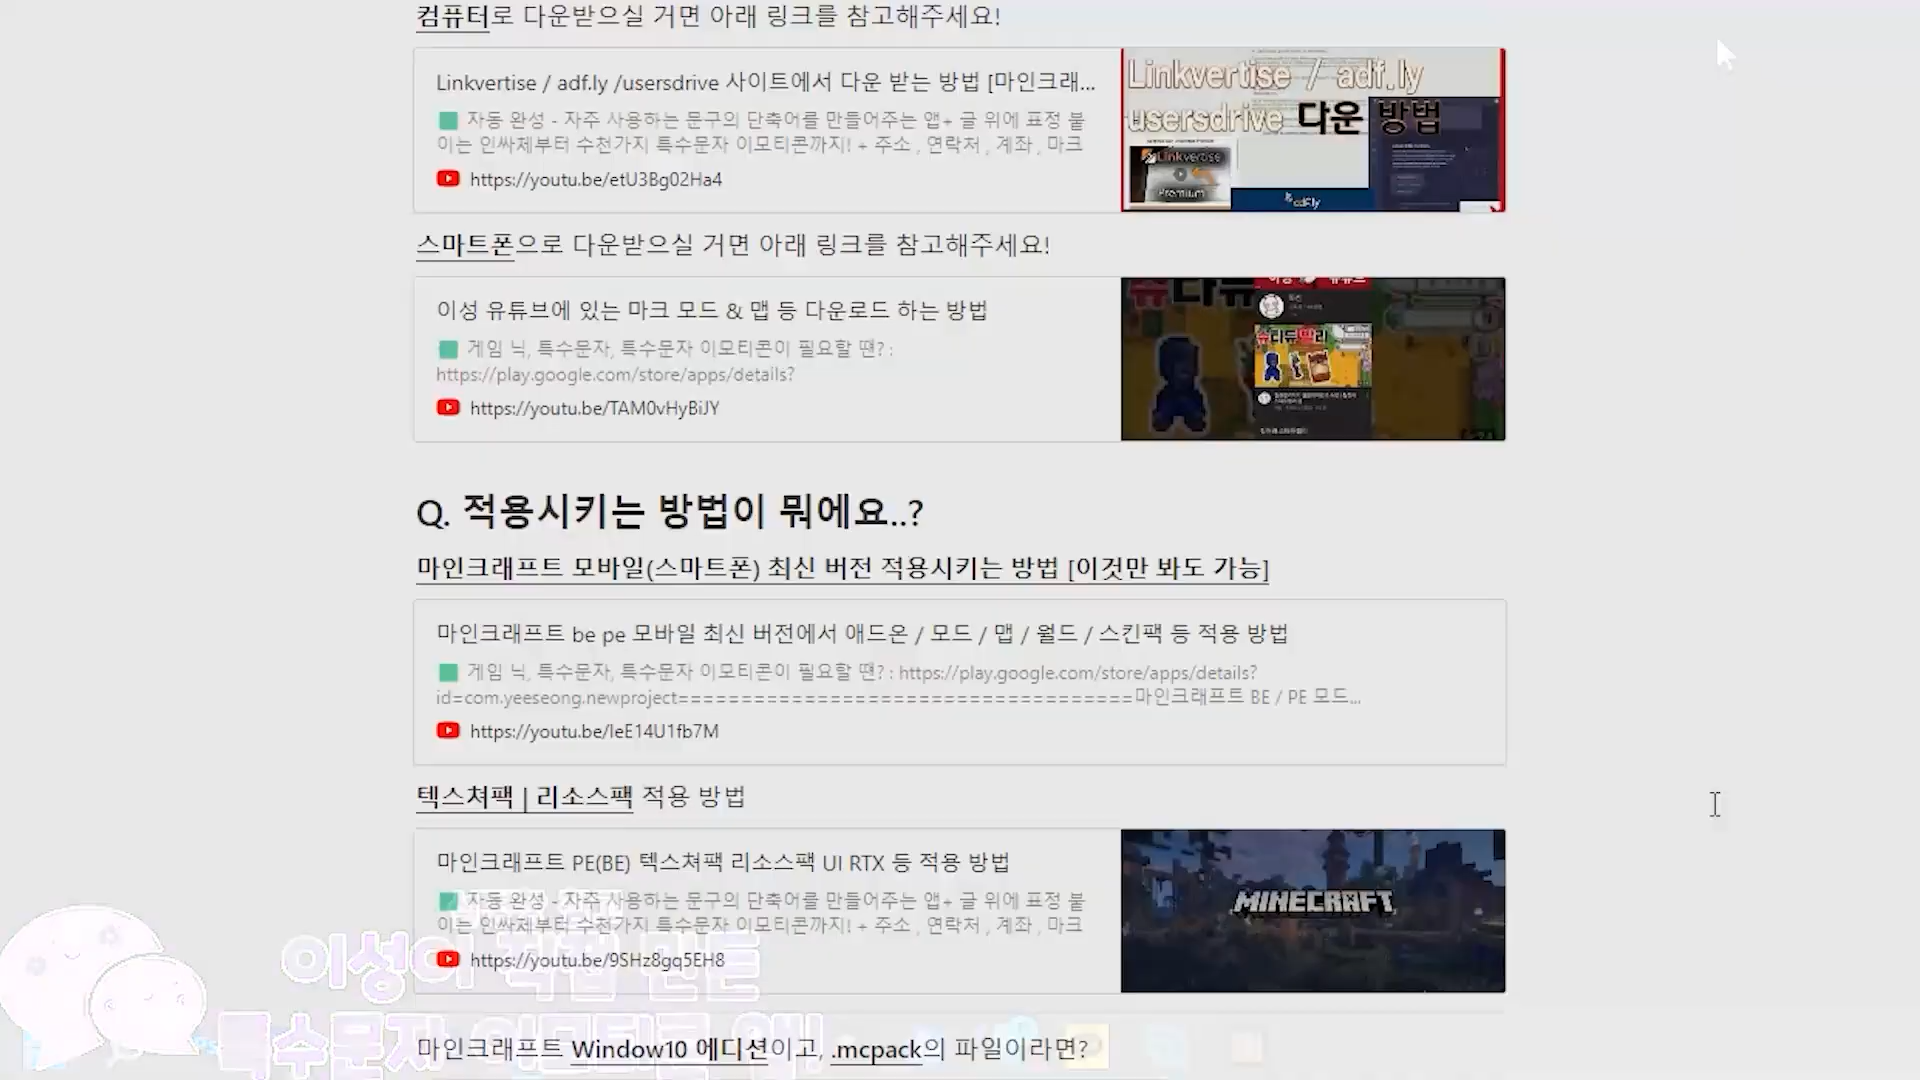 컴퓨터로 다운받으실 거면 아래 링크를 참고해주세요!
Linkvertise / adf.ly /usersdrive 사이트에서 다운 받는 방법 [마인크래...
자동 완성 - 자주 사용하는 문구의 단축어를 만들어주는 앱+ 글 위에 표정 붙
이는 인싸체부터 수천가지 특수문자 이모티콘까지! + 주소 , 연락처 , 계좌 , 마크
https://youtu.be/etU3Bg02Ha4
Linkvertise / adf.ly
usersdrive 다운 방법
Linkvertise
Premium
adf.ly
스마트폰으로 다운받으실 거면 아래 링크를 참고해주세요!
이성 유튜브에 있는 마크 모드 & 맵 등 다운로드 하는 방법
게임 닉, 특수문자, 특수문자 이모티콘이 필요할 땐? :
https://play.google.com/store/apps/details?
https://youtu.be/TAM0vHyBiJY
Q. 적용시키는 방법이 뭐에요..?
마인크래프트 모바일(스마트폰) 최신 버전 적용시키는 방법 [이것만 봐도 가능]
마인크래프트 be pe 모바일 최신 버전에서 애드온 / 모드 / 맵 / 월드 / 스킨팩 등 적용 방법
게임 닉, 특수문자, 특수문자 이모티콘이 필요할 땐? : https://play.google.com/store/apps/details?
id=com.yeeseong.newproject====================================마인크래프트 BE / PE 모드...
https://youtu.be/IeE14U1fb7M
텍스쳐팩 | 리소스팩 적용 방법
마인크래프트 PE(BE) 텍스쳐팩 리소스팩 UI RTX 등 적용 방법
자동 완성 - 자주 사용하는 문구의 단축어를 만들어주는 앱+ 글 위에 표정 붙
이는 인싸체부터 수천가지 특수문자 이모티콘까지! + 주소 , 연락처 , 계좌 , 마크
https://youtu.be/9SHz8gq5EH8
MINECRAFT
이성이 직접 만든
특수문자 이모티콘 앱!
마인크래프트 Window10 에디션이고, .mcpack의 파일이라면?